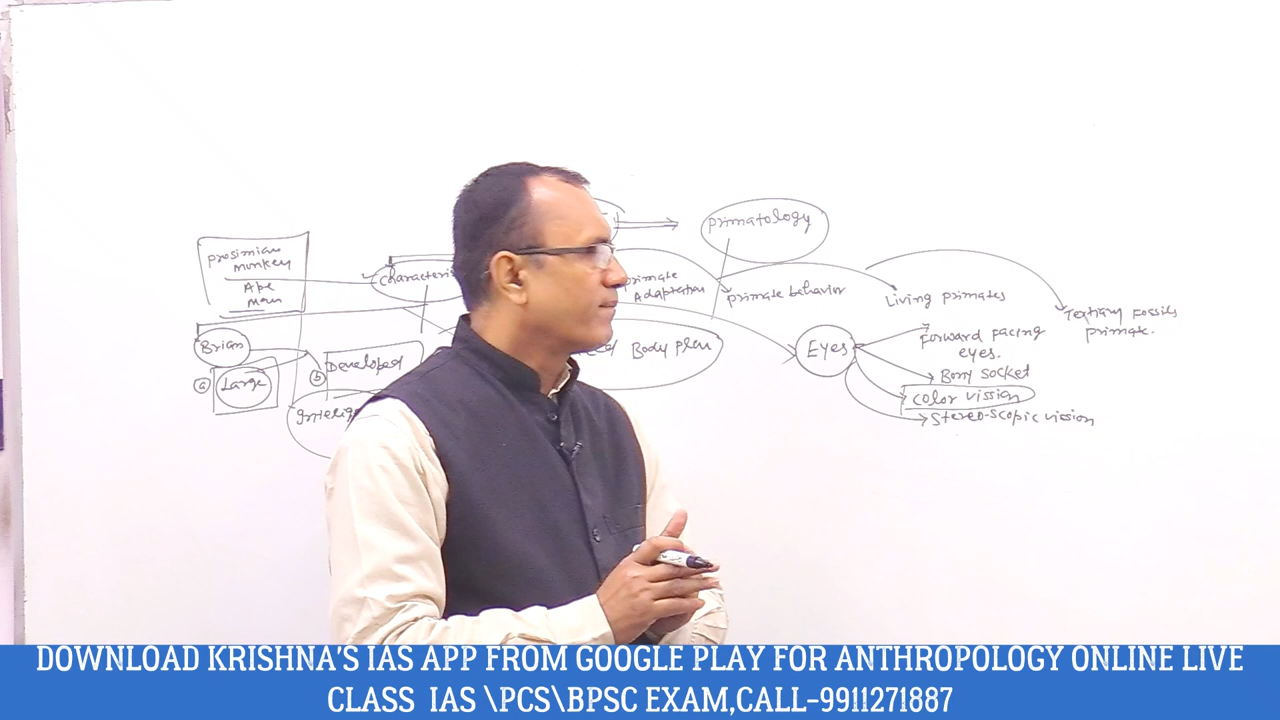 primatology
prosimian
monkey
Ape
man
characteris
primate
Adaptation
primate behavior
Living primates
Tertiary fossils
primate.
Brian
a
Large
b
Developed
Body plan
Eyes
Forward facing
eyes.
Bony socket
color vission
Stereo-scopic vission
DOWNLOAD KRISHNA'S IAS APP FROM GOOGLE PLAY FOR ANTHROPOLOGY ONLINE LIVE
CLASS IAS \PCS\BPSC EXAM,CALL-9911271887